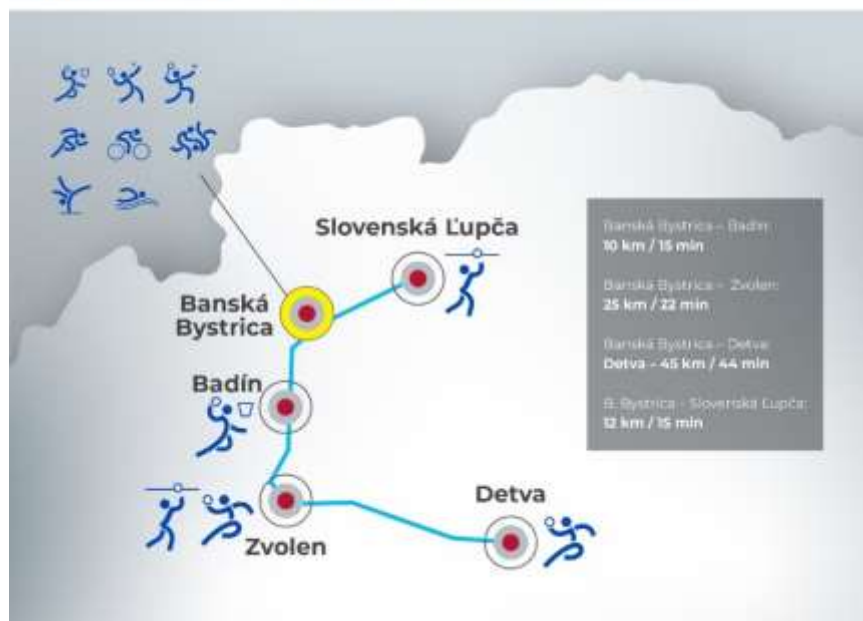 Slovenská Ľupča
Banská
Bystrica
Badín
Zvolen
Detva
Banská Bystrica – Badín:
10 km / 15 min
Banská Bystrica – Zvolen:
25 km / 22 min
Banská Bystrica – Detva:
Detva – 45 km / 44 min
B. Bystrica - Slovenská Ľupča:
12 km / 15 min